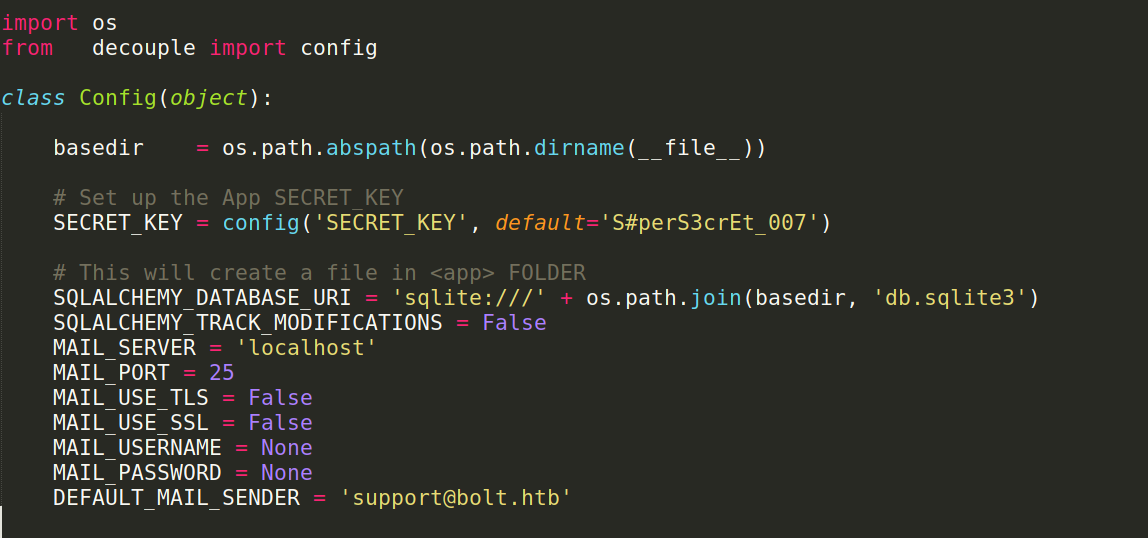 import os
from   decouple import config

class Config(object):

    basedir    = os.path.abspath(os.path.dirname(__file__))

    # Set up the App SECRET_KEY
    SECRET_KEY = config('SECRET_KEY', default='S#perS3crEt_007')

    # This will create a file in <app> FOLDER
    SQLALCHEMY_DATABASE_URI = 'sqlite:///' + os.path.join(basedir, 'db.sqlite3')
    SQLALCHEMY_TRACK_MODIFICATIONS = False
    MAIL_SERVER = 'localhost'
    MAIL_PORT = 25
    MAIL_USE_TLS = False
    MAIL_USE_SSL = False
    MAIL_USERNAME = None
    MAIL_PASSWORD = None
    DEFAULT_MAIL_SENDER = 'support@bolt.htb'